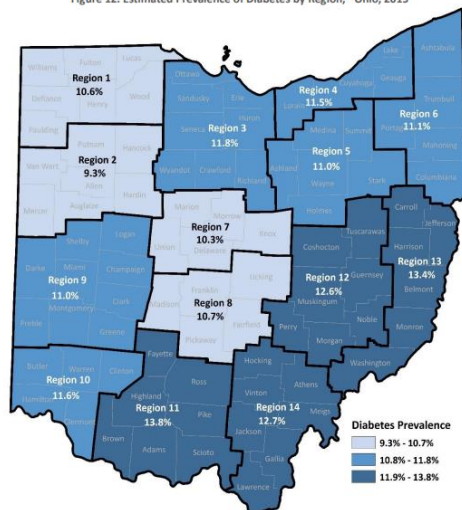 Figure 12. Estimated Prevalence of Diabetes by Region,* Ohio, 2015
Williams
Fulton
Lucas
Defiance
Henry
Wood
Paulding
Region 1
10.6%
Putnam
Hancock
Van Wert
Allen
Hardin
Mercer
Auglaize
Region 2
9.3%
Ottawa
Sandusky
Erie
Huron
Seneca
Wyandot
Crawford
Richland
Region 3
11.8%
Lake
Geauga
Cuyahoga
Lorain
Region 4
11.5%
Medina
Summit
Ashland
Wayne
Stark
Holmes
Region 5
11.0%
Ashtabula
Trumbull
Portage
Mahoning
Columbiana
Region 6
11.1%
Marion
Morrow
Union
Delaware
Knox
Region 7
10.3%
Licking
Franklin
Madison
Fairfield
Pickaway
Region 8
10.7%
Logan
Shelby
Darke
Miami
Champaign
Clark
Preble
Montgomery
Greene
Region 9
11.0%
Butler
Warren
Clinton
Hamilton
Clermont
Region 10
11.6%
Fayette
Ross
Highland
Pike
Brown
Adams
Scioto
Region 11
13.8%
Tuscarawas
Coshocton
Guernsey
Muskingum
Noble
Perry
Morgan
Region 12
12.6%
Carroll
Jefferson
Harrison
Belmont
Monroe
Washington
Region 13
13.4%
Hocking
Athens
Vinton
Meigs
Jackson
Gallia
Lawrence
Region 14
12.7%
Diabetes Prevalence
9.3% - 10.7%
10.8% - 11.8%
11.9% - 13.8%